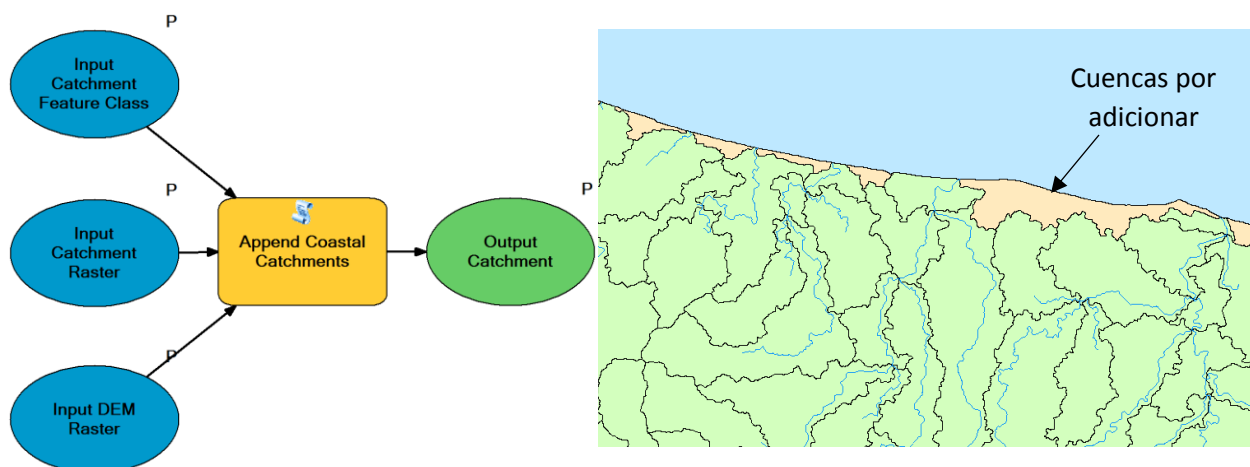 P
Input
Catchment
Feature Class
P
Input
Catchment
Raster
P
Input DEM
Raster
Append Coastal
Catchments
P
Output
Catchment
Cuencas por
adicionar